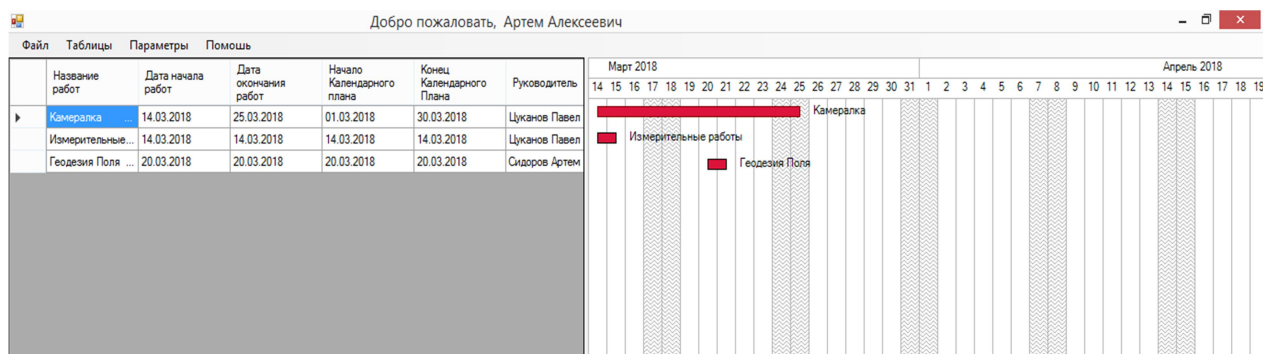 Добро пожаловать, Артем Алексеевич
Файл Таблицы Параметры Помошь
Название работ Дата начала работ Дата окончания работ Начало Календарного плана Конец Календарного Плана Руководитель
Камералка ... 14.03.2018 25.03.2018 01.03.2018 30.03.2018 Цуканов Павел
Измерительные... 14.03.2018 14.03.2018 14.03.2018 14.03.2018 Цуканов Павел
Геодезия Поля ... 20.03.2018 20.03.2018 20.03.2018 20.03.2018 Сидоров Артем
Март 2018 Апрель 2018
14 15 16 17 18 19 20 21 22 23 24 25 26 27 28 29 30 31 1 2 3 4 5 6 7 8 9 10 11 12 13 14 15 16 17 18 19
Камералка
Измерительные работы
Геодезия Поля